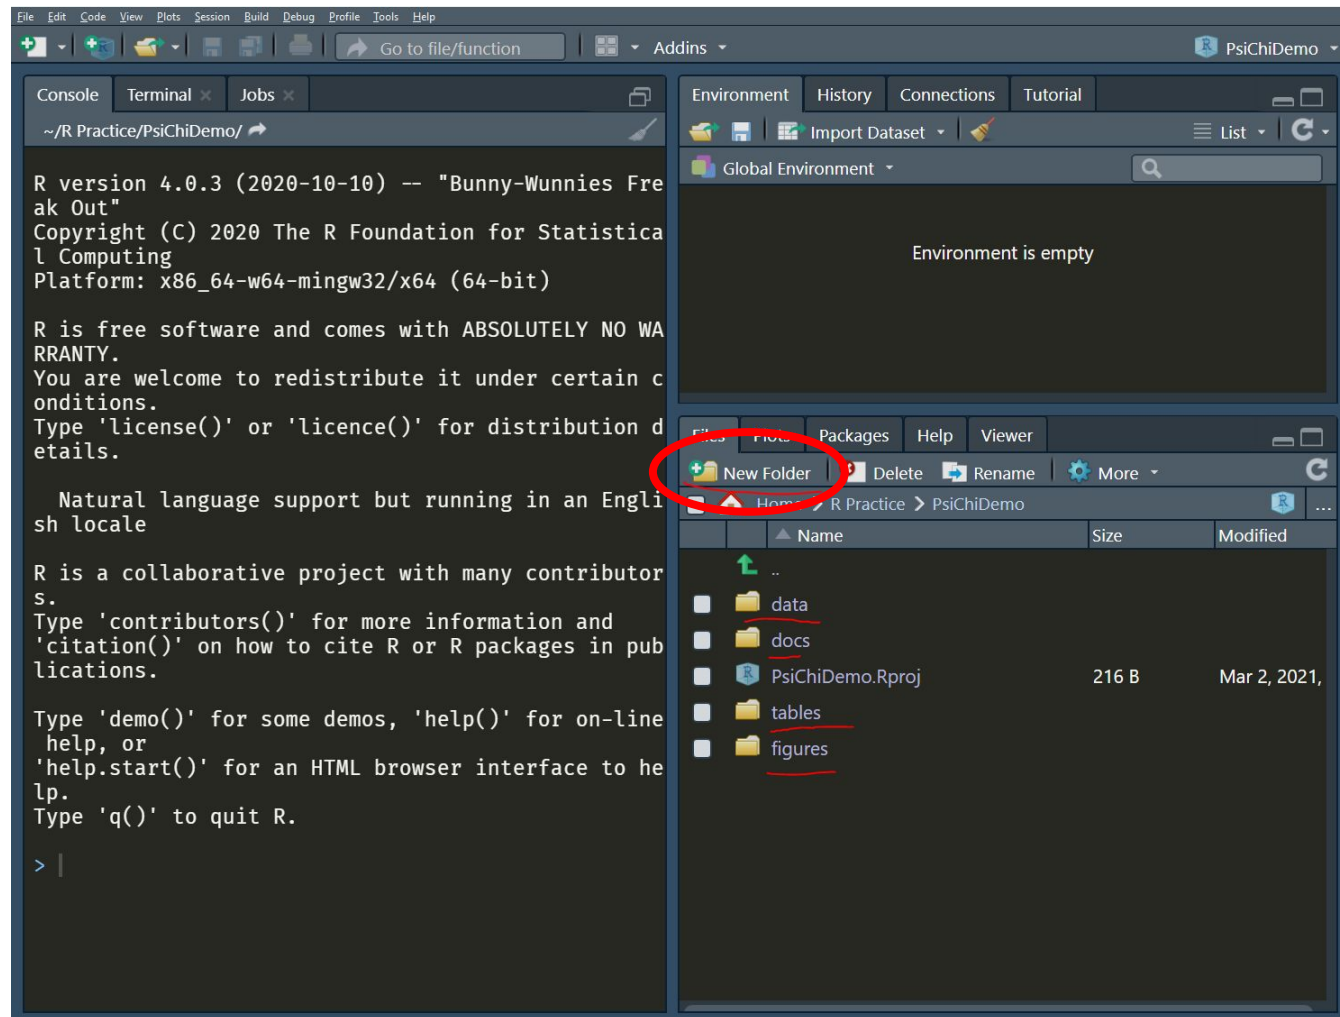 File Edit Code View Plots Session Build Debug Profile Tools Help
Go to file/function Addins PsiChiDemo
Console Terminal Jobs
~/R Practice/PsiChiDemo/
R version 4.0.3 (2020-10-10) -- "Bunny-Wunnies Fre
ak Out"
Copyright (C) 2020 The R Foundation for Statistica
l Computing
Platform: x86_64-w64-mingw32/x64 (64-bit)
R is free software and comes with ABSOLUTELY NO WA
RRANTY.
You are welcome to redistribute it under certain c
onditions.
Type 'license()' or 'licence()' for distribution d
etails.
Natural language support but running in an Engli
sh locale
R is a collaborative project with many contributor
s.
Type 'contributors()' for more information and
'citation()' on how to cite R or R packages in pub
lications.
Type 'demo()' for some demos, 'help()' for on-line
help, or
'help.start()' for an HTML browser interface to he
lp.
Type 'q()' to quit R.
>
Environment History Connections Tutorial
Import Dataset List
Global Environment
Environment is empty
Files Plots Packages Help Viewer
New Folder Delete Rename More
Home R Practice PsiChiDemo ...
Name Size Modified
..
data
docs
PsiChiDemo.Rproj 216 B Mar 2, 2021,
tables
figures